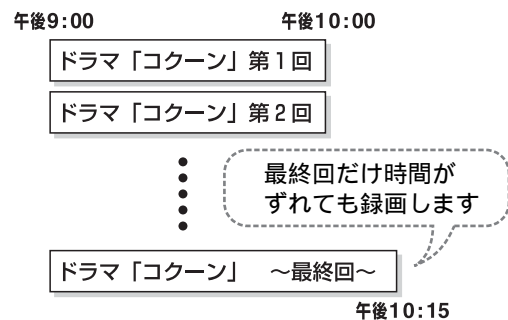 午後9:00 午後10:00
ドラマ「コクーン」第1回
ドラマ「コクーン」第2回
最終回だけ時間が
ずれても録画します
ドラマ「コクーン」 ～最終回～
午後10:15